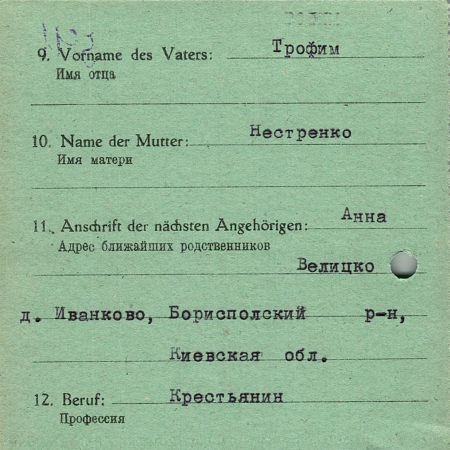 9. Vorname des Vaters: Трофим
Имя отца
10. Name der Mutter: Нестренко
Имя матери
11. Anschrift der nächsten Angehörigen: Анна
Адрес ближайших родственников
Велицко
д. Иванково, Борисполский р-н,
Киевская обл.
12. Beruf: Крестьянин
Профессия